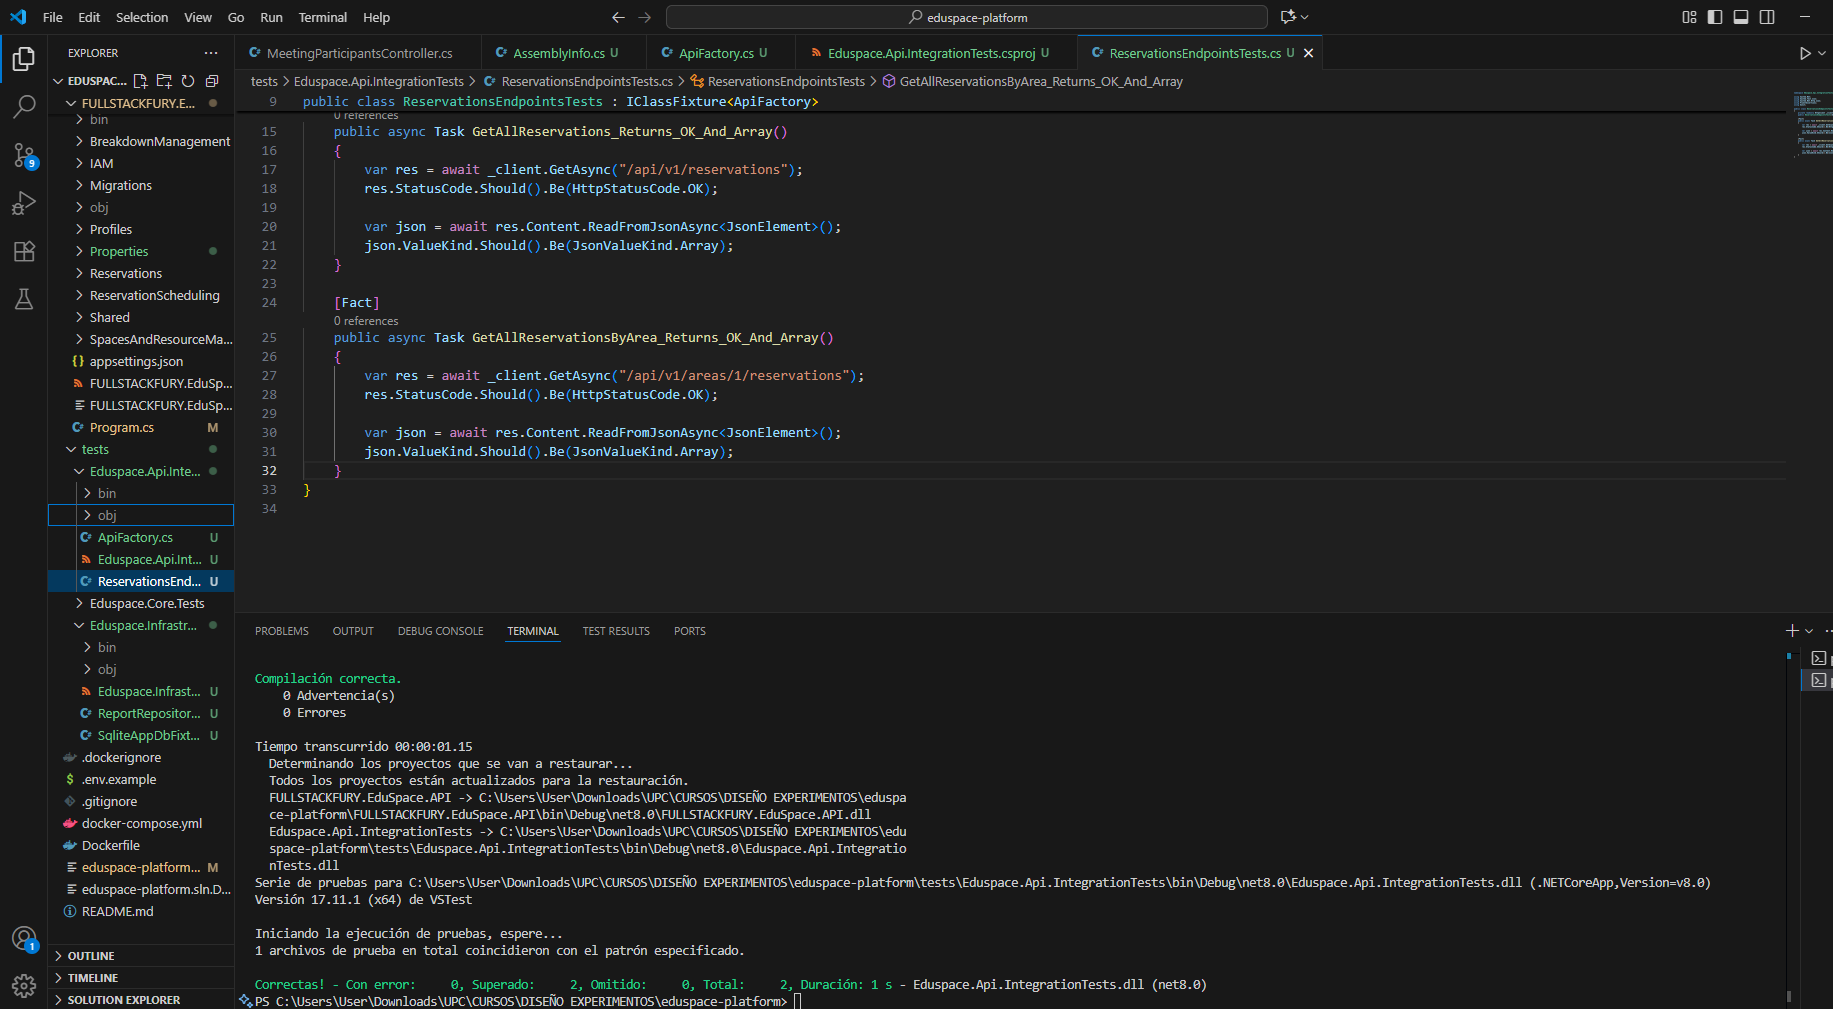 File Edit Selection View Go Run Terminal Help
eduspace-platform
EXPLORER
EDUSPAC...
FULLSTACKFURY.E...
bin
BreakdownManagement
IAM
Migrations
obj
Profiles
Properties
Reservations
ReservationScheduling
Shared
SpacesAndResourceMa...
appsettings.json
FULLSTACKFURY.EduSp...
FULLSTACKFURY.EduSp...
Program.cs M
tests
Eduspace.Api.Inte...
bin
obj
ApiFactory.cs U
Eduspace.Api.Int... U
ReservationsEnd... U
Eduspace.Core.Tests
Eduspace.Infrastr...
bin
obj
Eduspace.Infrast... U
ReportRepositor... U
SqliteAppDbFixt... U
.dockerignore
.env.example
.gitignore
docker-compose.yml
Dockerfile
eduspace-platform... M
eduspace-platform.sln.D...
README.md
OUTLINE
TIMELINE
SOLUTION EXPLORER
9
1
MeetingParticipantsController.cs
AssemblyInfo.cs U
ApiFactory.cs U
Eduspace.Api.IntegrationTests.csproj U
ReservationsEndpointsTests.cs U
tests > Eduspace.Api.IntegrationTests > ReservationsEndpointsTests.cs > ReservationsEndpointsTests > GetAllReservationsByArea_Returns_OK_And_Array
9 public class ReservationsEndpointsTests : IClassFixture<ApiFactory>
0 references
15 public async Task GetAllReservations_Returns_OK_And_Array()
16 {
17 var res = await _client.GetAsync("/api/v1/reservations");
18 res.StatusCode.Should().Be(HttpStatusCode.OK);
19
20 var json = await res.Content.ReadFromJsonAsync<JsonElement>();
21 json.ValueKind.Should().Be(JsonValueKind.Array);
22 }
23
24 [Fact]
0 references
25 public async Task GetAllReservationsByArea_Returns_OK_And_Array()
26 {
27 var res = await _client.GetAsync("/api/v1/areas/1/reservations");
28 res.StatusCode.Should().Be(HttpStatusCode.OK);
29
30 var json = await res.Content.ReadFromJsonAsync<JsonElement>();
31 json.ValueKind.Should().Be(JsonValueKind.Array);
32 }
33 }
34
PROBLEMS OUTPUT DEBUG CONSOLE TERMINAL TEST RESULTS PORTS
Compilación correcta.
0 Advertencia(s)
0 Errores
Tiempo transcurrido 00:00:01.15
Determinando los proyectos que se van a restaurar...
Todos los proyectos están actualizados para la restauración.
FULLSTACKFURY.EduSpace.API -> C:\Users\User\Downloads\UPC\CURSOS\DISEÑO EXPERIMENTOS\eduspa
ce-platform\FULLSTACKFURY.EduSpace.API\bin\Debug\net8.0\FULLSTACKFURY.EduSpace.API.dll
Eduspace.Api.IntegrationTests -> C:\Users\User\Downloads\UPC\CURSOS\DISEÑO EXPERIMENTOS\edu
space-platform\tests\Eduspace.Api.IntegrationTests\bin\Debug\net8.0\Eduspace.Api.Integratio
nTests.dll
Serie de pruebas para C:\Users\User\Downloads\UPC\CURSOS\DISEÑO EXPERIMENTOS\eduspace-platform\tests\Eduspace.Api.IntegrationTests\bin\Debug\net8.0\Eduspace.Api.IntegrationTests.dll (.NETCoreApp,Version=v8.0)
Versión 17.11.1 (x64) de VSTest
Iniciando la ejecución de pruebas, espere...
1 archivos de prueba en total coincidieron con el patrón especificado.
Correctas! - Con error: 0, Superado: 2, Omitido: 0, Total: 2, Duración: 1 s - Eduspace.Api.IntegrationTests.dll (net8.0)
PS C:\Users\User\Downloads\UPC\CURSOS\DISEÑO EXPERIMENTOS\eduspace-platform>